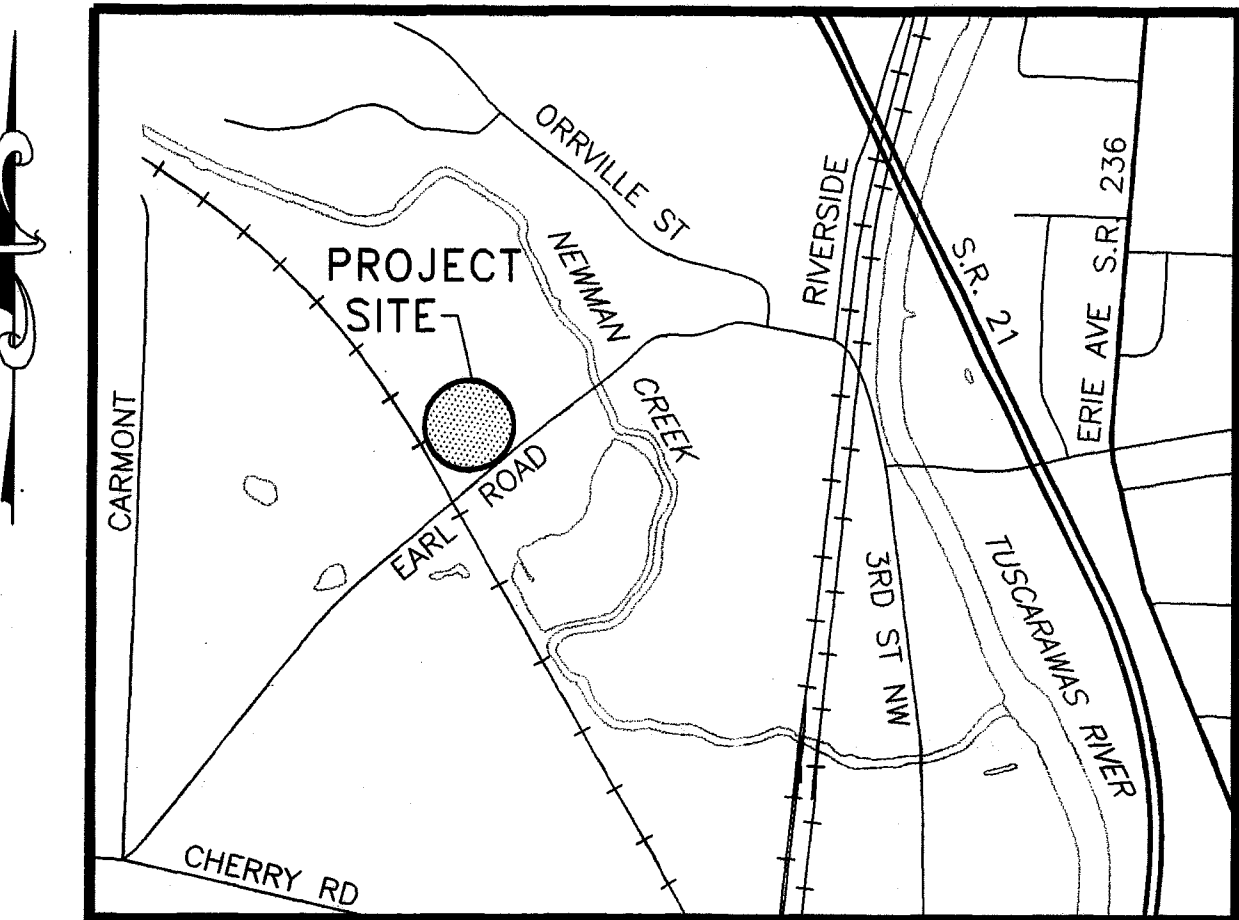 ORRVILLE ST
RIVERSIDE
S.R. 236
ERIE AVE
S.R. 21
NEWMAN
CREEK
PROJECT
SITE
CARMONT
EARL
ROAD
3RD ST NW
TUSCARAWAS RIVER
CHERRY RD